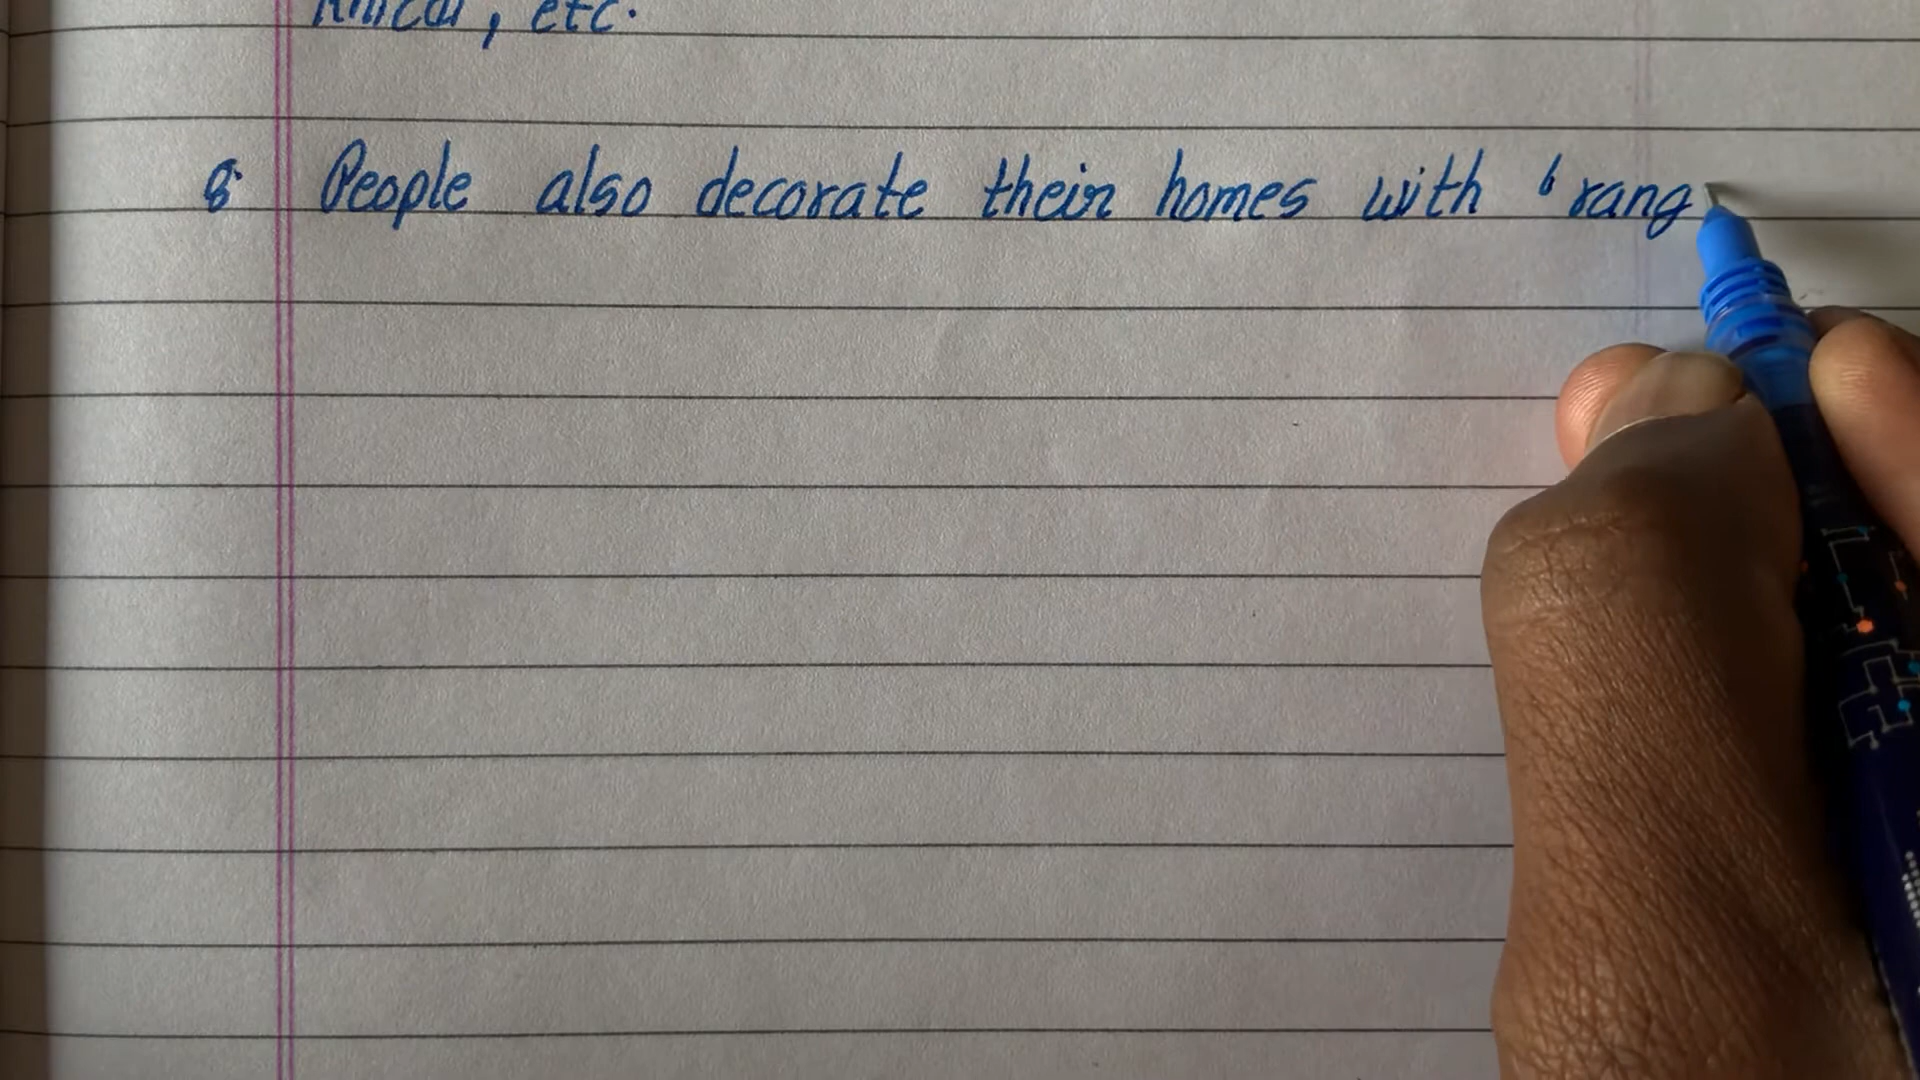 etc.
8. People also decorate their homes with ‘rang